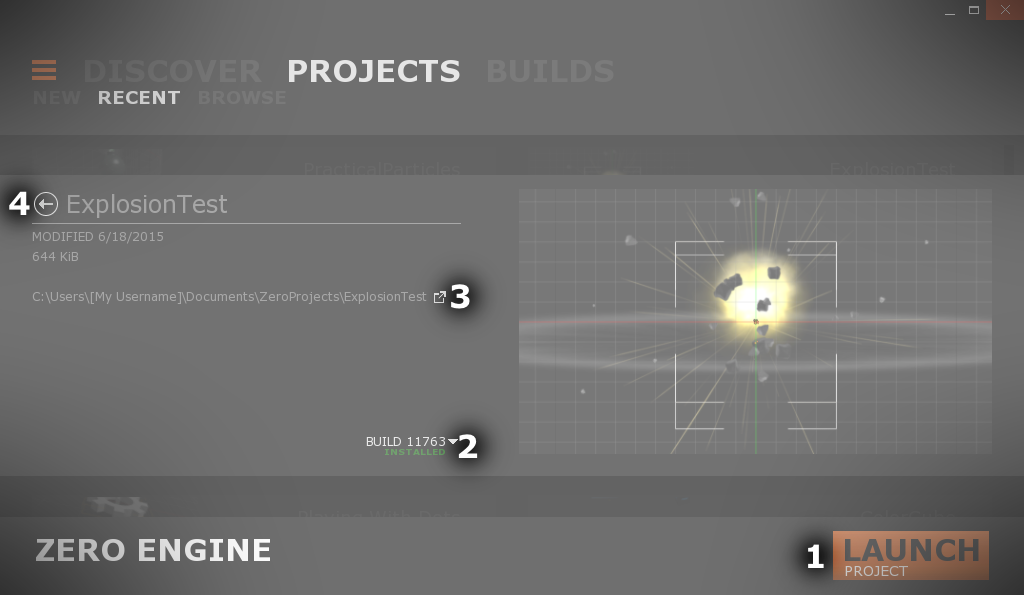 DISCOVER PROJECTS BUILDS
NEW RECENT BROWSE
PracticalParticles ExplosionTest
4 ExplosionTest
MODIFIED 6/18/2015
644 KiB
C:\Users\[My Username]\Documents\ZeroProjects\ExplosionTest 3
BUILD 11763 2
INSTALLED
ZERO ENGINE
1 LAUNCH
PROJECT